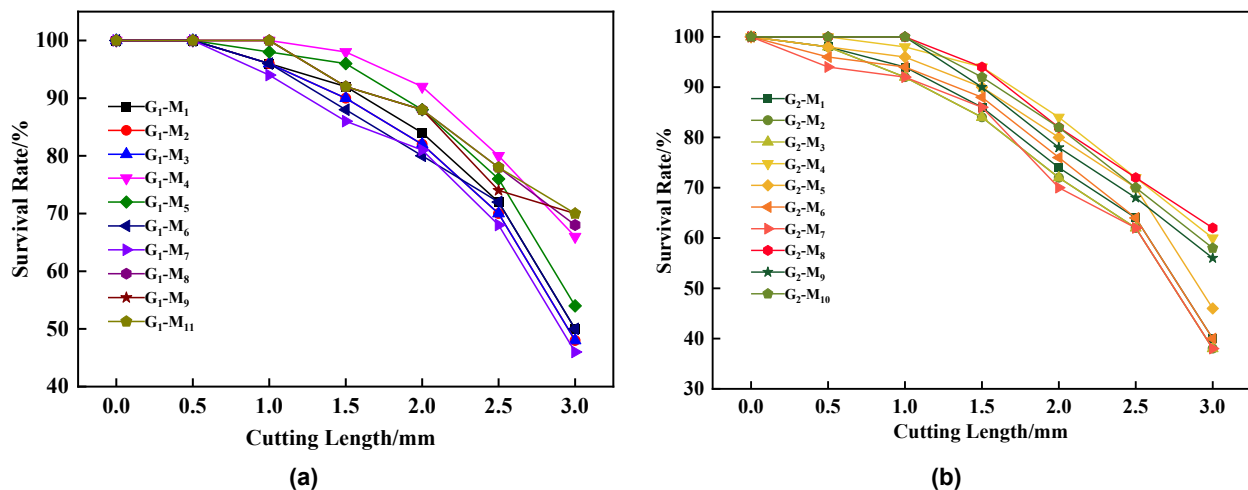 100
90
80
70
60
50
40
Survival Rate/%
G₁-M₁
G₁-M₂
G₁-M₃
G₁-M₄
G₁-M₅
G₁-M₆
G₁-M₇
G₁-M₈
G₁-M₉
G₁-M₁₁
0.0 0.5 1.0 1.5 2.0 2.5 3.0
Cutting Length/mm
(a)
100
90
80
70
60
50
40
30
Survival Rate/%
G₂-M₁
G₂-M₂
G₂-M₃
G₂-M₄
G₂-M₅
G₂-M₆
G₂-M₇
G₂-M₈
G₂-M₉
G₂-M₁₀
0.0 0.5 1.0 1.5 2.0 2.5 3.0
Cutting Length/mm
(b)